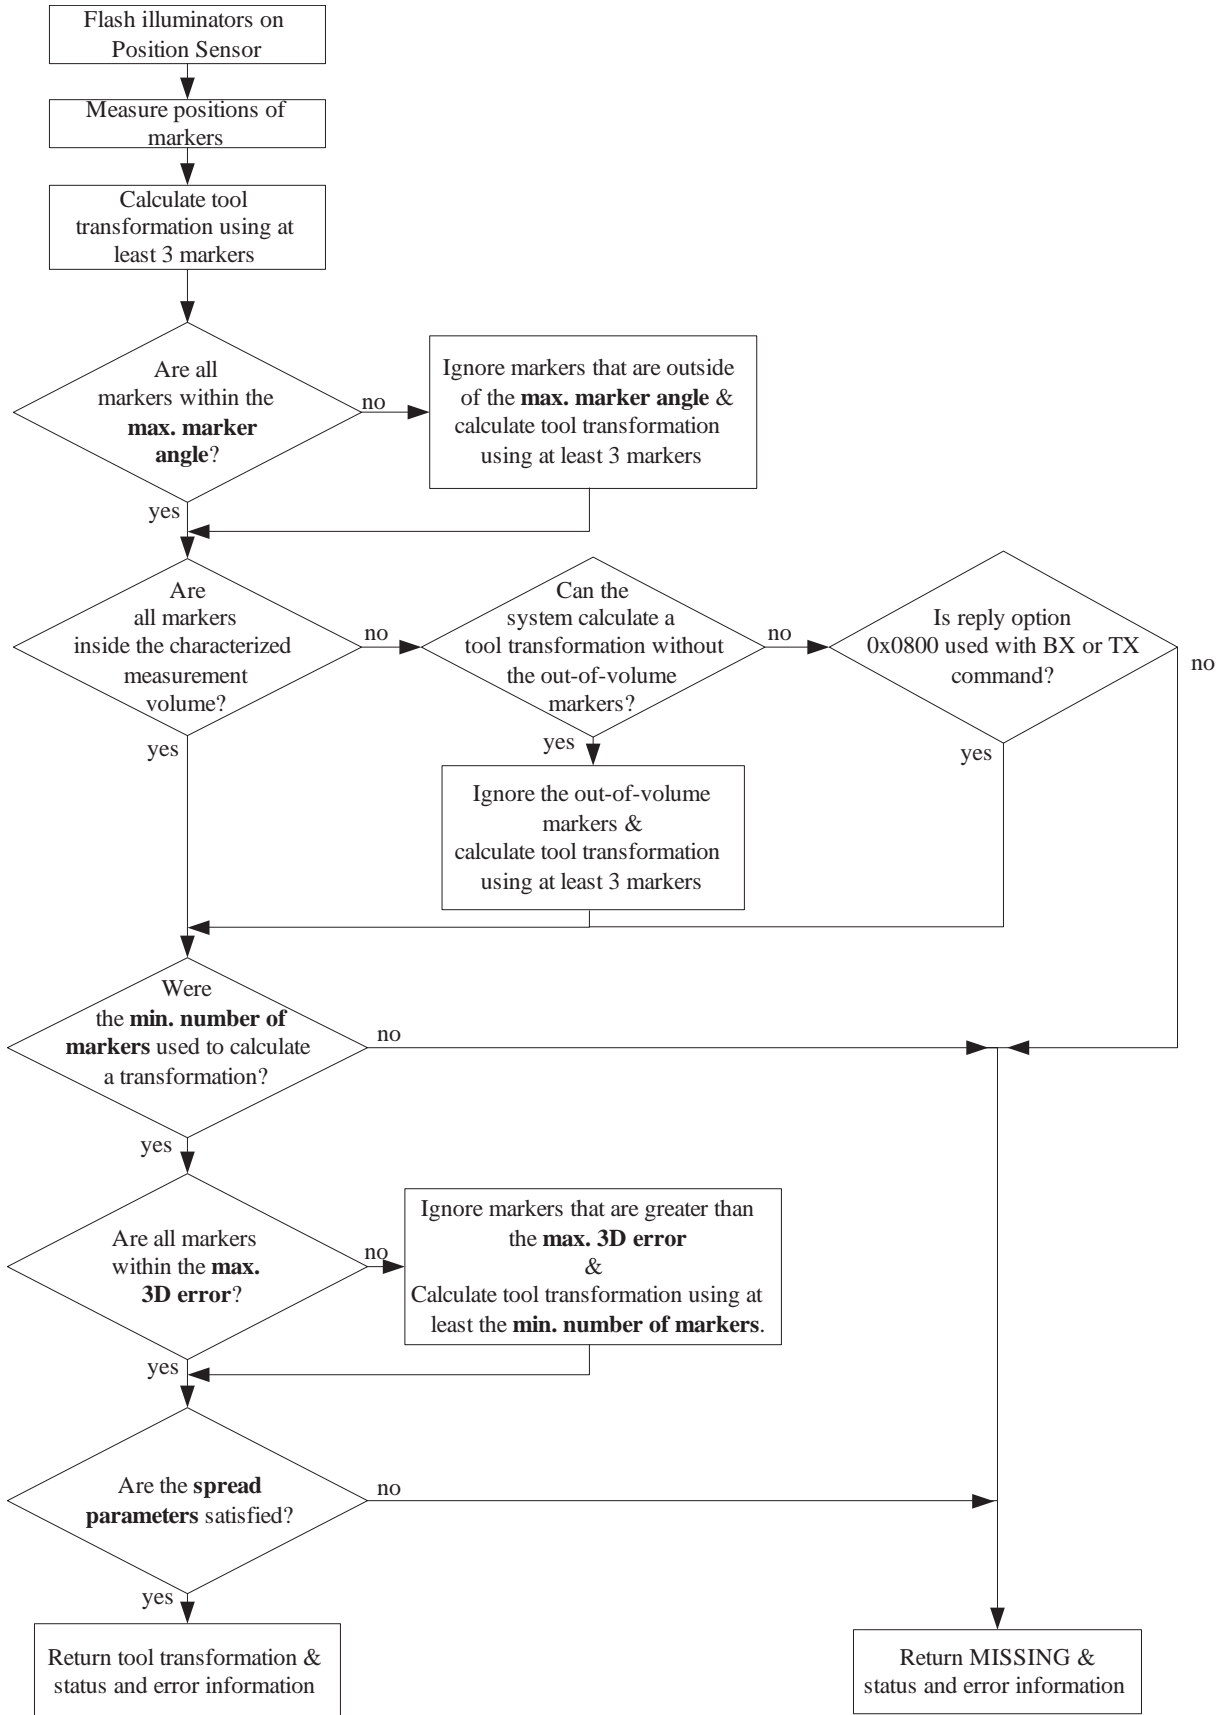 Flash illuminators on
Position Sensor
Measure positions of
markers
Calculate tool
transformation using at
least 3 markers
Are all
markers within the
max. marker
angle?
no
Ignore markers that are outside
of the max. marker angle &
calculate tool transformation
using at least 3 markers
yes
Are
all markers
inside the characterized
measurement
volume?
no
Can the
system calculate a
tool transformation without
the out-of-volume
markers?
no
Is reply option
0x0800 used with BX or TX
command?
no
yes
yes
yes
Ignore the out-of-volume
markers &
calculate tool transformation
using at least 3 markers
Were
the min. number of
markers used to calculate
a transformation?
no
yes
Are all markers
within the max.
3D error?
no
Ignore markers that are greater than
the max. 3D error
&
Calculate tool transformation using at
least the min. number of markers.
yes
Are the spread
parameters satisfied?
no
yes
Return tool transformation &
status and error information
Return MISSING &
status and error information